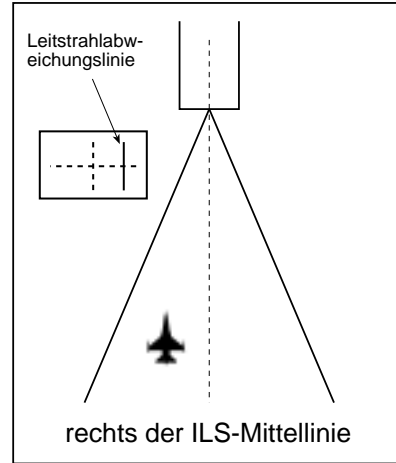 Leitstrahlabw-
eichungslinie
rechts der ILS-Mittellinie